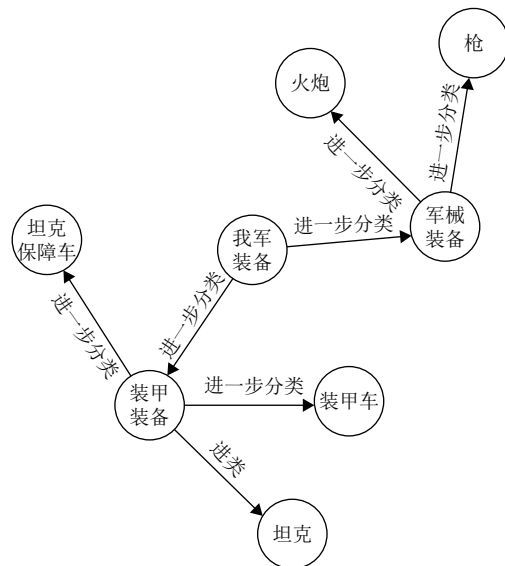 枪
火炮
进一步分类
进一步分类
军械
装备
进一步分类
我军
装备
坦克
保障车
进一步分类
进一步分类
装甲
装备
进一步分类
装甲车
进类
坦克